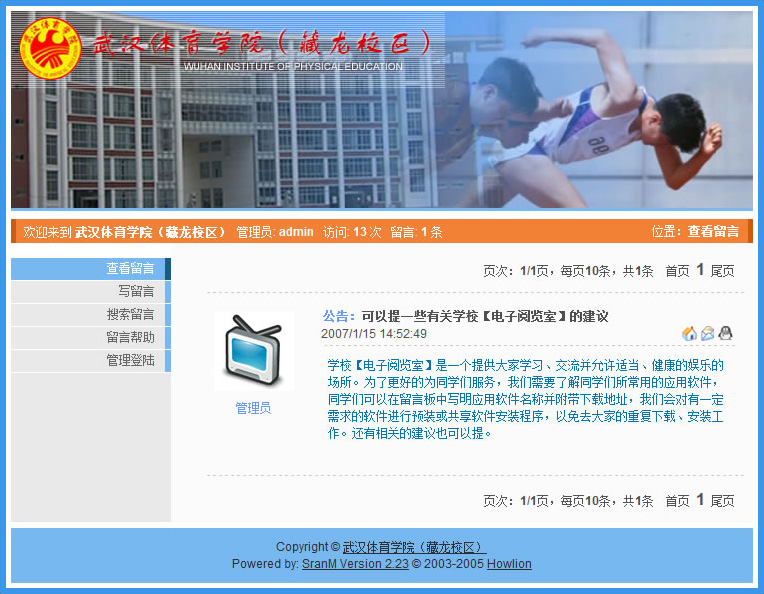 武汉体育学院（藏龙校区）
WUHAN INSTITUTE OF PHYSICAL EDUCATION
欢迎来到 武汉体育学院（藏龙校区） 管理员: admin 访问: 13 次 留言: 1 条 位置: 查看留言
查看留言
写留言
搜索留言
留言帮助
管理登陆
页次：1/1页，每页10条，共1条 首页 1 尾页
公告：可以提一些有关学校【电子阅览室】的建议
2007/1/15 14:52:49
管理员
学校【电子阅览室】是一个提供大家学习、交流并允许适当、健康的娱乐的
场所。为了更好的为同学们服务，我们需要了解同学们所常用的应用软件，
同学们可以在留言板中写明应用软件名称并附带下载地址，我们会对有一定
需求的软件进行预装或共享软件安装程序，以免去大家的重复下载、安装工
作。还有相关的建议也可以提。
页次：1/1页，每页10条，共1条 首页 1 尾页
Copyright © 武汉体育学院（藏龙校区）
Powered by: SranM Version 2.23 © 2003-2005 Howlion